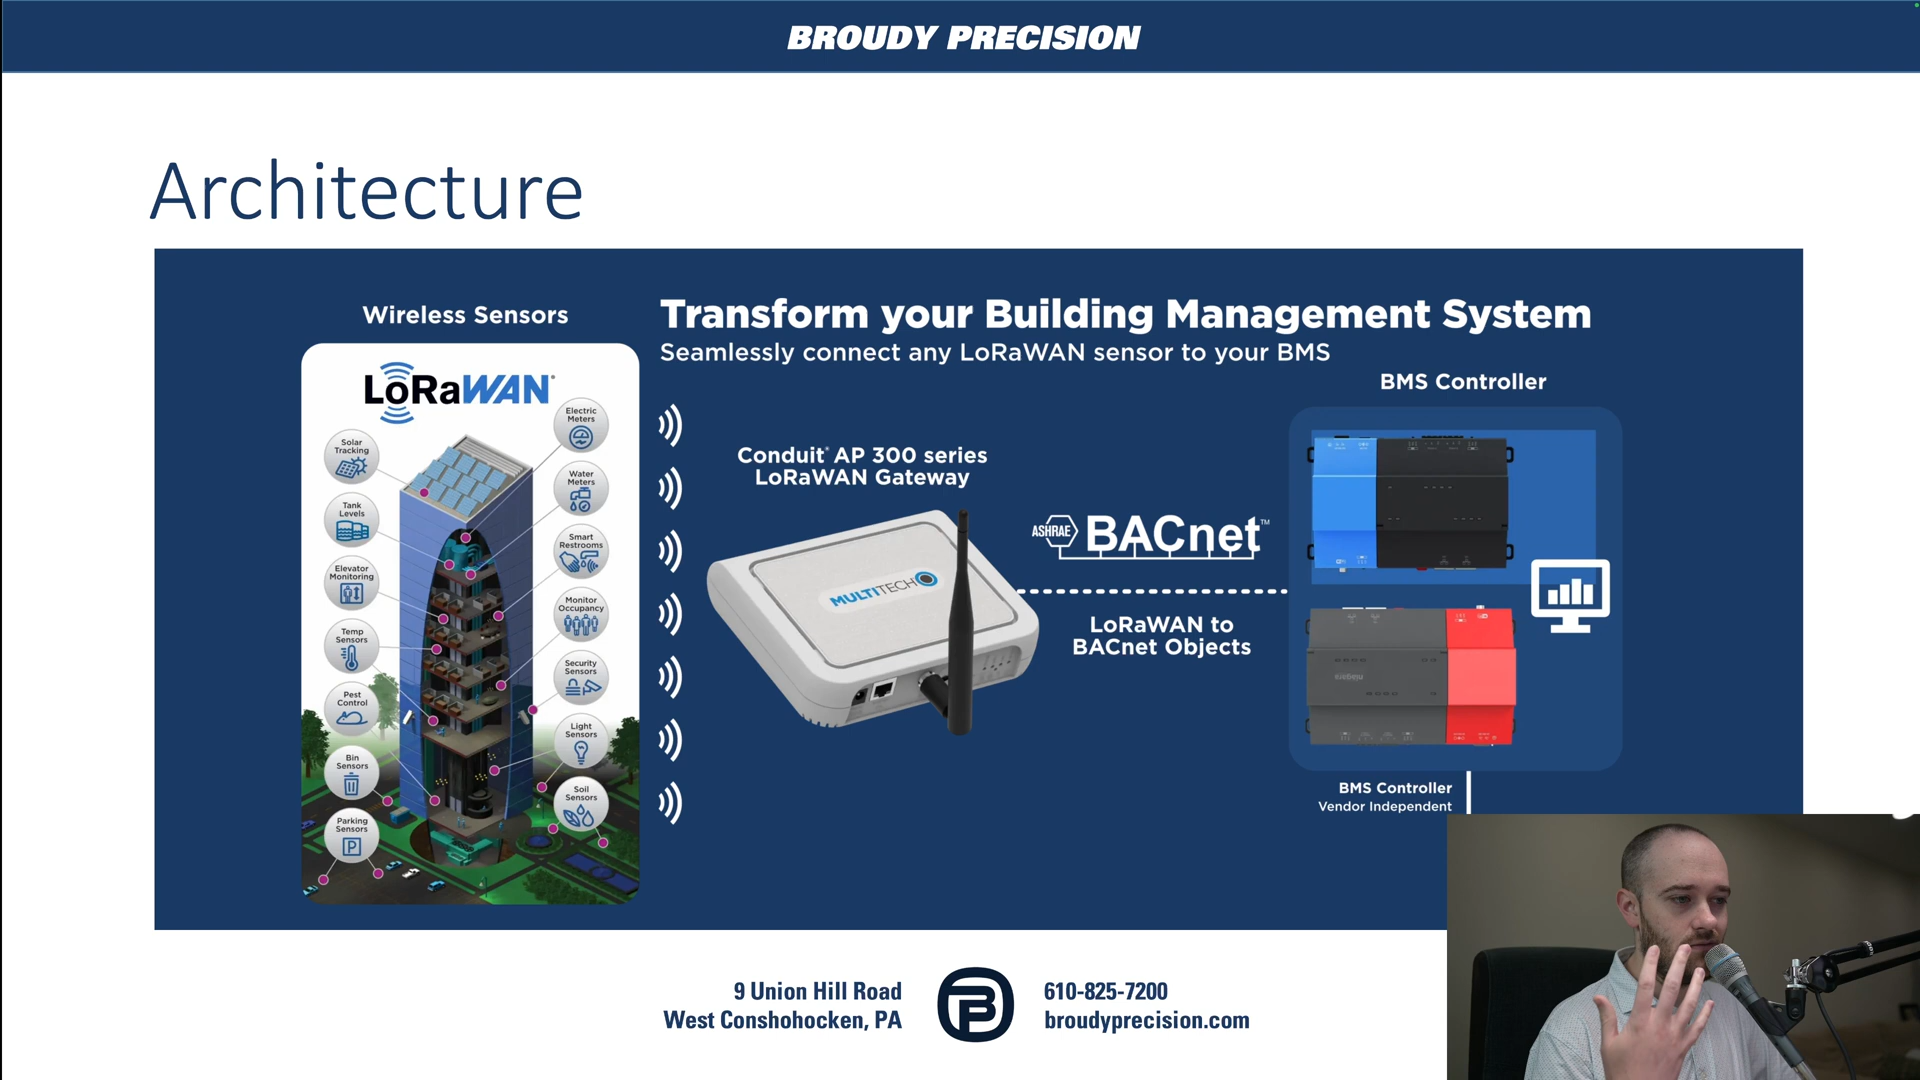 BROUDY PRECISION
Architecture
Wireless Sensors
LoRaWAN
Solar
Tracking
Tank
Levels
Elevator
Monitoring
Temp
Sensors
Pest
Control
Bin
Sensors
Parking
Sensors
P
Electric
Meters
Water
Meters
Smart
Restrooms
Monitor
Occupancy
Security
Sensors
Light
Sensors
Soil
Sensors
Transform your Building Management System
Seamlessly connect any LoRaWAN sensor to your BMS
Conduit® AP 300 series
LoRaWAN Gateway
MULTITECH
ASHRAE BACnet™
LoRaWAN to
BACnet Objects
BMS Controller
niagara
BMS Controller
Vendor Independent
9 Union Hill Road
West Conshohocken, PA
610-825-7200
broudyprecision.com